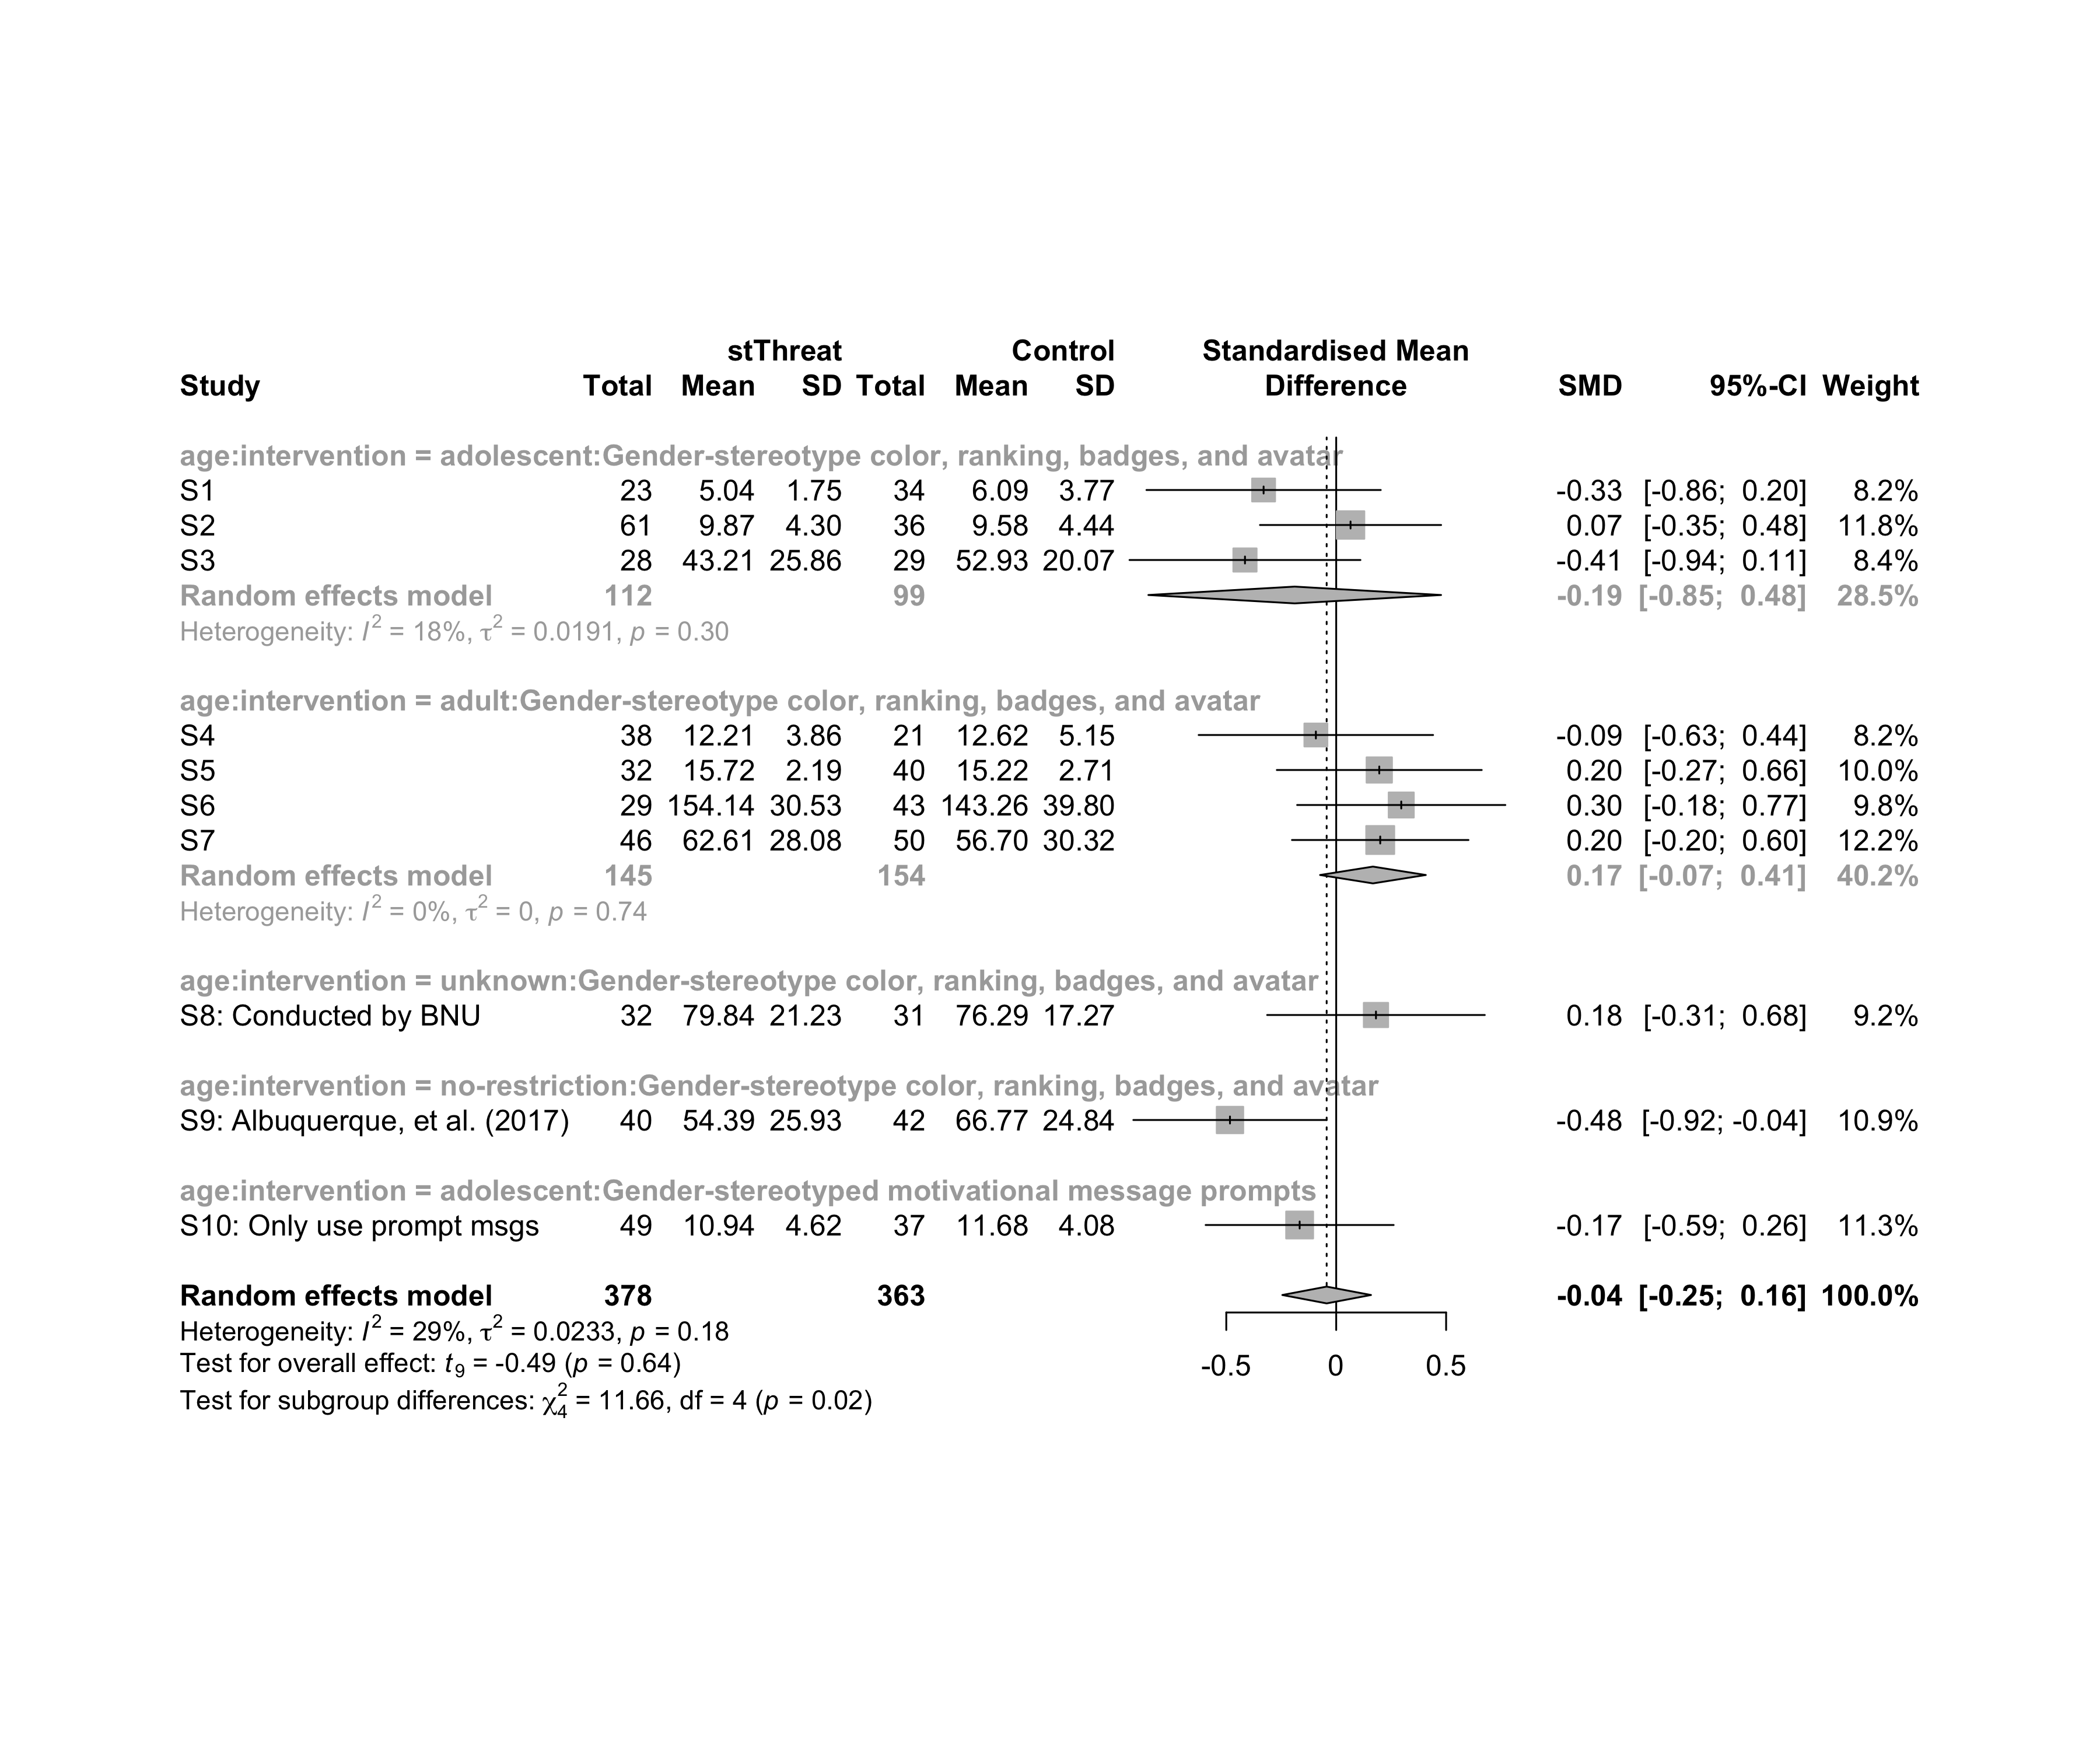 stThreat Control Standardised Mean
Study Total Mean SD Total Mean SD Difference SMD 95%-CI Weight
age:intervention = adolescent:Gender-stereotype color, ranking, badges, and avatar
S1 23 5.04 1.75 34 6.09 3.77 -0.33 [-0.86; 0.20] 8.2%
S2 61 9.87 4.30 36 9.58 4.44 0.07 [-0.35; 0.48] 11.8%
S3 28 43.21 25.86 29 52.93 20.07 -0.41 [-0.94; 0.11] 8.4%
Random effects model 112 99 -0.19 [-0.85; 0.48] 28.5%
Heterogeneity: I² = 18%, τ² = 0.0191, p = 0.30
age:intervention = adult:Gender-stereotype color, ranking, badges, and avatar
S4 38 12.21 3.86 21 12.62 5.15 -0.09 [-0.63; 0.44] 8.2%
S5 32 15.72 2.19 40 15.22 2.71 0.20 [-0.27; 0.66] 10.0%
S6 29 154.14 30.53 43 143.26 39.80 0.30 [-0.18; 0.77] 9.8%
S7 46 62.61 28.08 50 56.70 30.32 0.20 [-0.20; 0.60] 12.2%
Random effects model 145 154 0.17 [-0.07; 0.41] 40.2%
Heterogeneity: I² = 0%, τ² = 0, p = 0.74
age:intervention = unknown:Gender-stereotype color, ranking, badges, and avatar
S8: Conducted by BNU 32 79.84 21.23 31 76.29 17.27 0.18 [-0.31; 0.68] 9.2%
age:intervention = no-restriction:Gender-stereotype color, ranking, badges, and avatar
S9: Albuquerque, et al. (2017) 40 54.39 25.93 42 66.77 24.84 -0.48 [-0.92; -0.04] 10.9%
age:intervention = adolescent:Gender-stereotyped motivational message prompts
S10: Only use prompt msgs 49 10.94 4.62 37 11.68 4.08 -0.17 [-0.59; 0.26] 11.3%
Random effects model 378 363 -0.04 [-0.25; 0.16] 100.0%
Heterogeneity: I² = 29%, τ² = 0.0233, p = 0.18
Test for overall effect: t₉ = -0.49 (p = 0.64)
-0.5 0 0.5
Test for subgroup differences: χ²₄ = 11.66, df = 4 (p = 0.02)